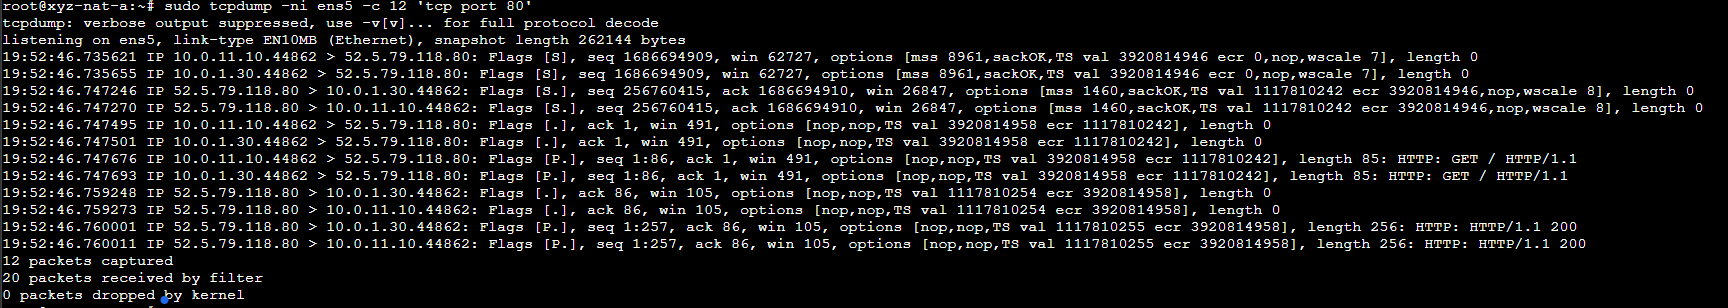 root@xyz-nat-a:~# sudo tcpdump -ni ens5 -c 12 'tcp port 80'
tcpdump: verbose output suppressed, use -v[v]... for full protocol decode
listening on ens5, link-type EN10MB (Ethernet), snapshot length 262144 bytes
19:52:46.735621 IP 10.0.11.10.44862 > 52.5.79.118.80: Flags [S], seq 1686694909, win 62727, options [mss 8961,sackOK,TS val 3920814946 ecr 0,nop,wscale 7], length 0
19:52:46.735655 IP 10.0.1.30.44862 > 52.5.79.118.80: Flags [S], seq 1686694909, win 62727, options [mss 8961,sackOK,TS val 3920814946 ecr 0,nop,wscale 7], length 0
19:52:46.747246 IP 52.5.79.118.80 > 10.0.1.30.44862: Flags [S.], seq 256760415, ack 1686694910, win 26847, options [mss 1460,sackOK,TS val 1117810242 ecr 3920814946,nop,wscale 8], length 0
19:52:46.747270 IP 52.5.79.118.80 > 10.0.11.10.44862: Flags [S.], seq 256760415, ack 1686694910, win 26847, options [mss 1460,sackOK,TS val 1117810242 ecr 3920814946,nop,wscale 8], length 0
19:52:46.747495 IP 10.0.11.10.44862 > 52.5.79.118.80: Flags [.], ack 1, win 491, options [nop,nop,TS val 3920814958 ecr 1117810242], length 0
19:52:46.747501 IP 10.0.1.30.44862 > 52.5.79.118.80: Flags [.], ack 1, win 491, options [nop,nop,TS val 3920814958 ecr 1117810242], length 0
19:52:46.747676 IP 10.0.11.10.44862 > 52.5.79.118.80: Flags [P.], seq 1:86, ack 1, win 491, options [nop,nop,TS val 3920814958 ecr 1117810242], length 85: HTTP: GET / HTTP/1.1
19:52:46.747693 IP 10.0.1.30.44862 > 52.5.79.118.80: Flags [P.], seq 1:86, ack 1, win 491, options [nop,nop,TS val 3920814958 ecr 1117810242], length 85: HTTP: GET / HTTP/1.1
19:52:46.759248 IP 52.5.79.118.80 > 10.0.1.30.44862: Flags [.], ack 86, win 105, options [nop,nop,TS val 1117810254 ecr 3920814958], length 0
19:52:46.759273 IP 52.5.79.118.80 > 10.0.11.10.44862: Flags [.], ack 86, win 105, options [nop,nop,TS val 1117810254 ecr 3920814958], length 0
19:52:46.760001 IP 52.5.79.118.80 > 10.0.1.30.44862: Flags [P.], seq 1:257, ack 86, win 105, options [nop,nop,TS val 1117810255 ecr 3920814958], length 256: HTTP: HTTP/1.1 200
19:52:46.760011 IP 52.5.79.118.80 > 10.0.11.10.44862: Flags [P.], seq 1:257, ack 86, win 105, options [nop,nop,TS val 1117810255 ecr 3920814958], length 256: HTTP: HTTP/1.1 200
12 packets captured
20 packets received by filter
0 packets dropped by kernel